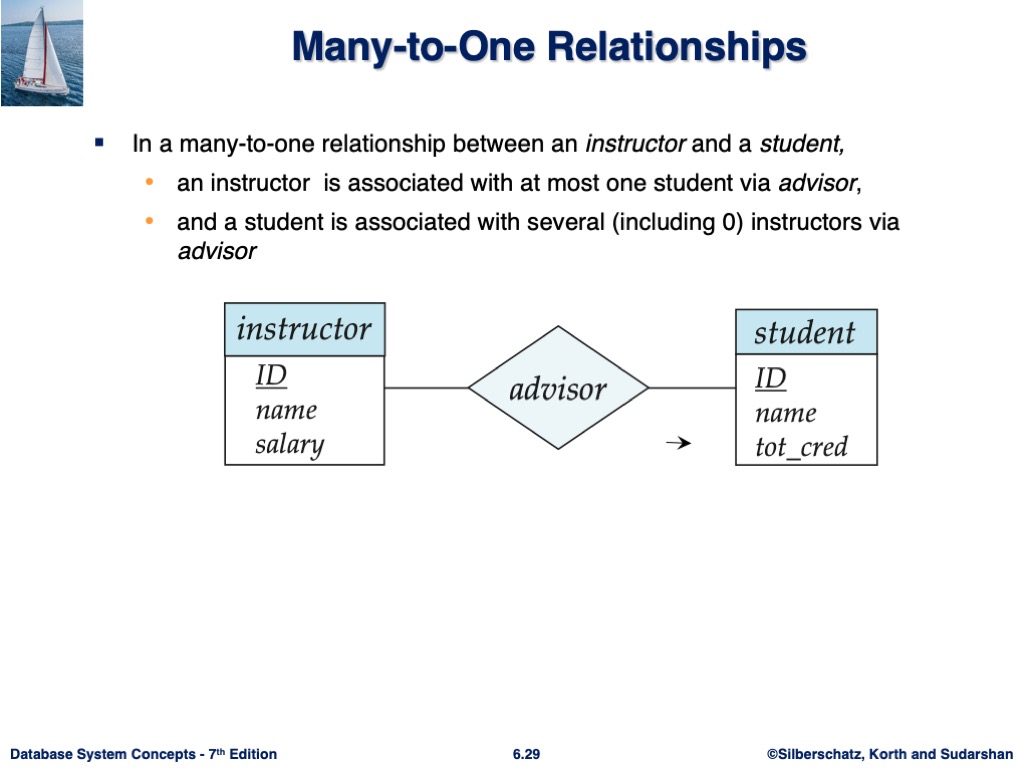 Many-to-One Relationships
In a many-to-one relationship between an instructor and a student,
an instructor is associated with at most one student via advisor,
and a student is associated with several (including 0) instructors via
advisor
instructor
ID
name
salary
advisor
student
ID
name
tot_cred
Database System Concepts - 7th Edition
6.29
©Silberschatz, Korth and Sudarshan